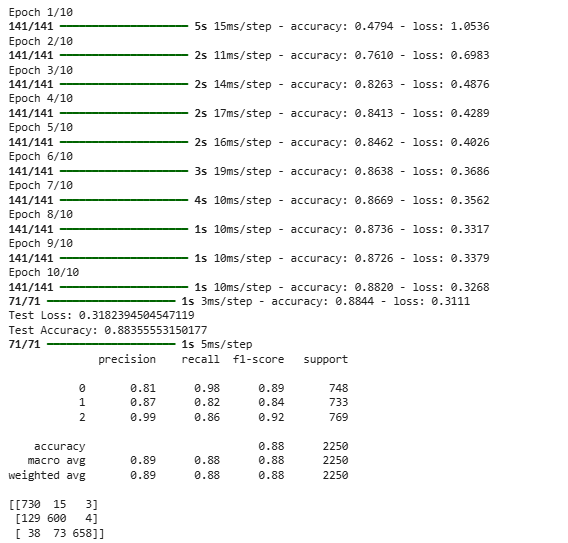 Epoch 1/10
141/141 ━━━━━━━━━━━━━━━━━━━━ 5s 15ms/step - accuracy: 0.4794 - loss: 1.0536
Epoch 2/10
141/141 ━━━━━━━━━━━━━━━━━━━━ 2s 11ms/step - accuracy: 0.7610 - loss: 0.6983
Epoch 3/10
141/141 ━━━━━━━━━━━━━━━━━━━━ 2s 14ms/step - accuracy: 0.8263 - loss: 0.4876
Epoch 4/10
141/141 ━━━━━━━━━━━━━━━━━━━━ 2s 17ms/step - accuracy: 0.8413 - loss: 0.4289
Epoch 5/10
141/141 ━━━━━━━━━━━━━━━━━━━━ 2s 16ms/step - accuracy: 0.8462 - loss: 0.4026
Epoch 6/10
141/141 ━━━━━━━━━━━━━━━━━━━━ 3s 19ms/step - accuracy: 0.8638 - loss: 0.3686
Epoch 7/10
141/141 ━━━━━━━━━━━━━━━━━━━━ 4s 10ms/step - accuracy: 0.8669 - loss: 0.3562
Epoch 8/10
141/141 ━━━━━━━━━━━━━━━━━━━━ 1s 10ms/step - accuracy: 0.8736 - loss: 0.3317
Epoch 9/10
141/141 ━━━━━━━━━━━━━━━━━━━━ 1s 10ms/step - accuracy: 0.8726 - loss: 0.3379
Epoch 10/10
141/141 ━━━━━━━━━━━━━━━━━━━━ 1s 10ms/step - accuracy: 0.8820 - loss: 0.3268
71/71 ━━━━━━━━━━━━━━━━━━━━ 1s 3ms/step - accuracy: 0.8844 - loss: 0.3111
Test Loss: 0.3182394504547119
Test Accuracy: 0.88355553150177
71/71 ━━━━━━━━━━━━━━━━━━━━ 1s 5ms/step
              precision    recall  f1-score   support

           0       0.81      0.98      0.89       748
           1       0.87      0.82      0.84       733
           2       0.99      0.86      0.92       769

    accuracy                           0.88      2250
   macro avg       0.89      0.88      0.88      2250
weighted avg       0.89      0.88      0.88      2250

[[730  15   3]
 [129 600   4]
 [ 38  73 658]]